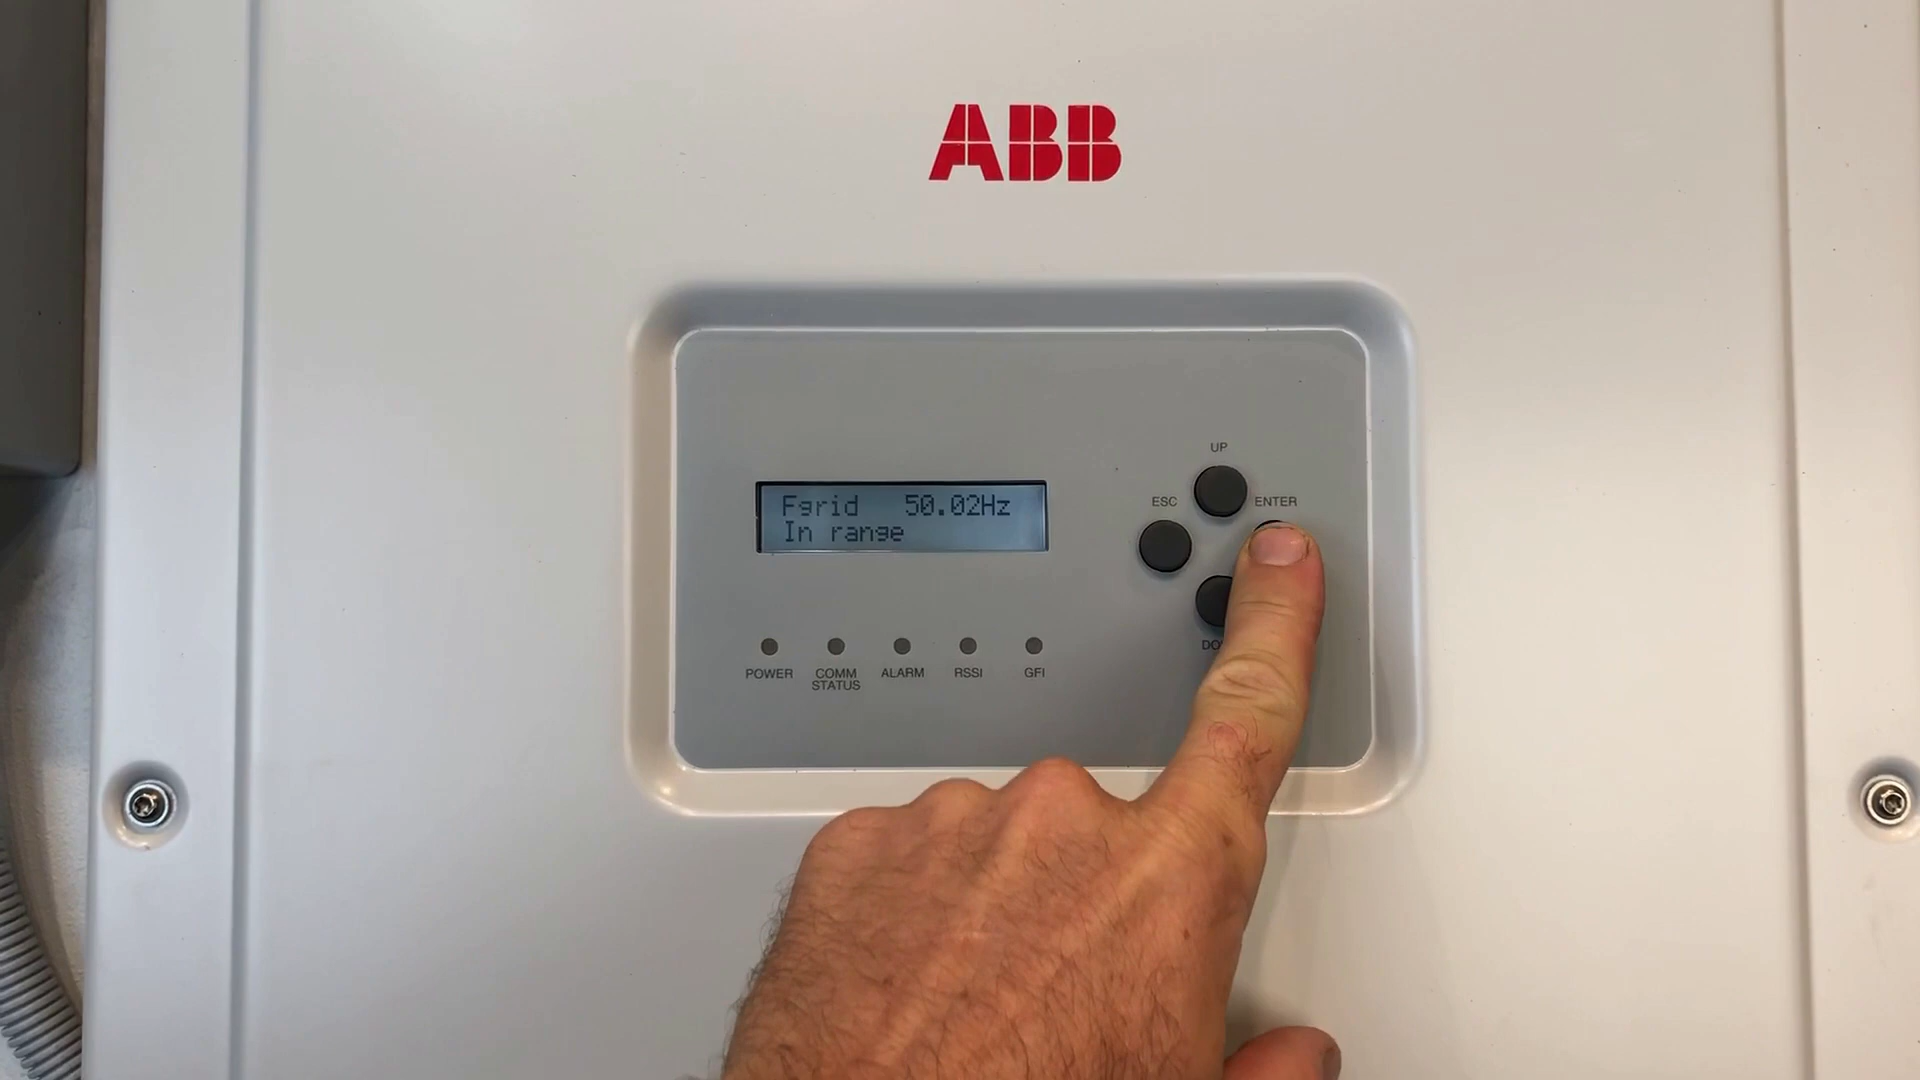 ABB
Fgrid 50.02Hz
In range
UP
ESC
ENTER
POWER
COMM
STATUS
ALARM
RSSI
GFI